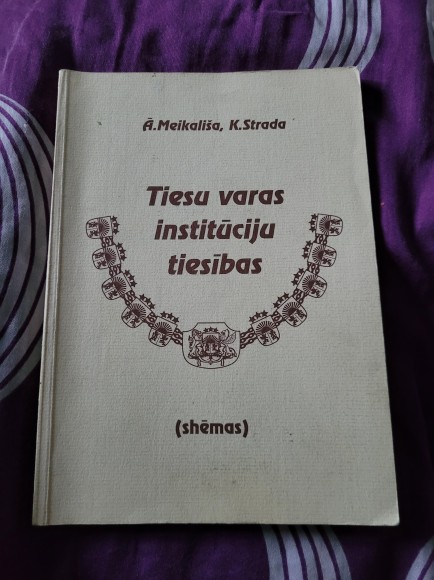 Ā.Meikališa, K.Strada
Tiesu varas
institūciju
tiesības
(shēmas)